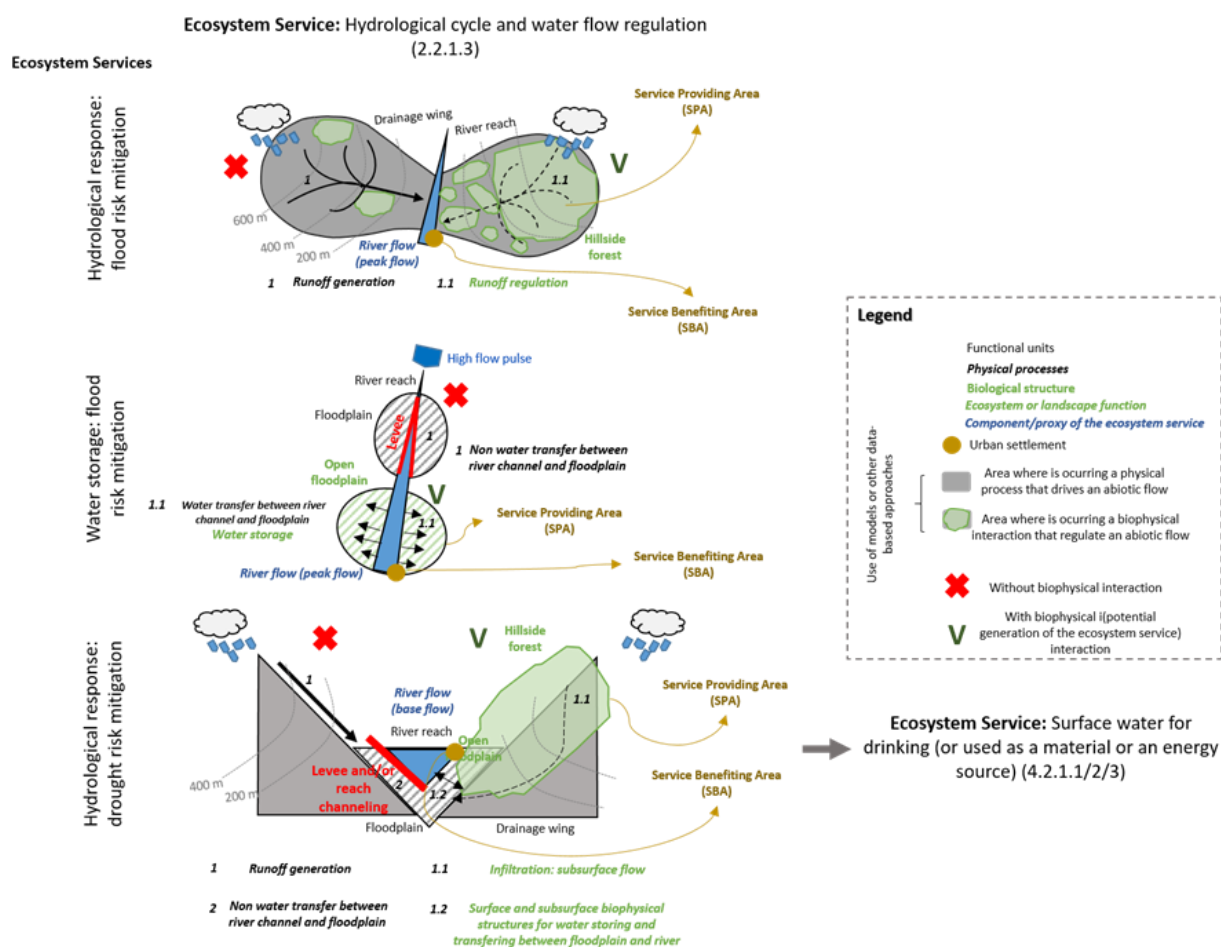 Ecosystem Service: Hydrological cycle and water flow regulation
(2.2.1.3)
Ecosystem Services
Hydrological response:
flood risk mitigation
Drainage wing
River reach
Service Providing Area
(SPA)
1
1.1
V
600 m
400 m
200 m
River flow
(peak flow)
Hillside
forest
1 Runoff generation
1.1 Runoff regulation
Service Benefiting Area
(SBA)
Water storage: flood
risk mitigation
High flow pulse
River reach
Floodplain
Levee
1
1 Non water transfer between
river channel and floodplain
Open
floodplain
V
1.1 Water transfer between river
channel and floodplain
Water storage
1.1
Service Providing Area
(SPA)
River flow (peak flow)
Service Benefiting Area
(SBA)
Hydrological response:
drought risk mitigation
V
Hillside
forest
1
1.1
River flow
(base flow)
River reach
Open
floodplain
Service Providing Area
(SPA)
400 m
200 m
Levee and/or
reach
channeling
2
1.2
Service Benefiting Area
(SBA)
Floodplain
Drainage wing
1 Runoff generation
1.1 Infiltration: subsurface flow
2 Non water transfer between
river channel and floodplain
1.2 Surface and subsurface biophysical
structures for water storing and
transfering between floodplain and river
Legend
Functional units
Physical processes
Biological structure
Ecosystem or landscape function
Component/proxy of the ecosystem service
Urban settlement
Use of models or other data-
based approaches
Area where is ocurring a physical
process that drives an abiotic flow
Area where is ocurring a biophysical
interaction that regulate an abiotic flow
Without biophysical interaction
V
With biophysical i(potential
generation of the ecosystem service)
interaction
Ecosystem Service: Surface water for
drinking (or used as a material or an energy
source) (4.2.1.1/2/3)